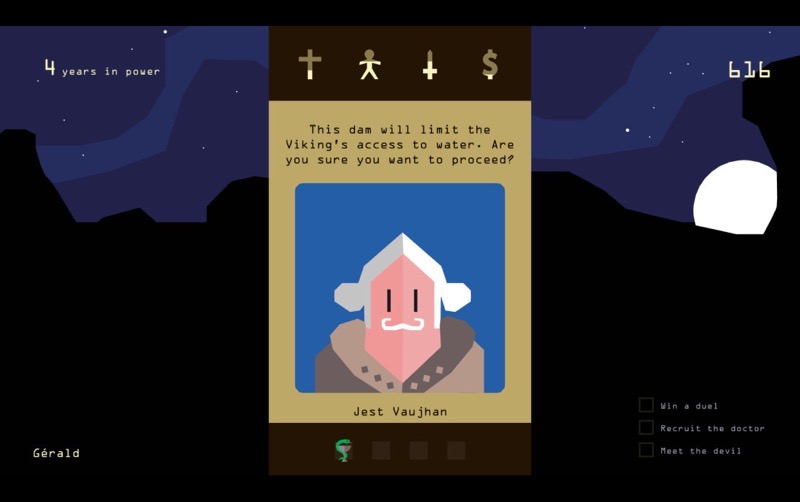 4 years in power
616
This dam will limit the
Viking's access to water. Are
you sure you want to proceed?
Jest Vaujhan
Gérald
Win a duel
Recruit the doctor
Meet the devil